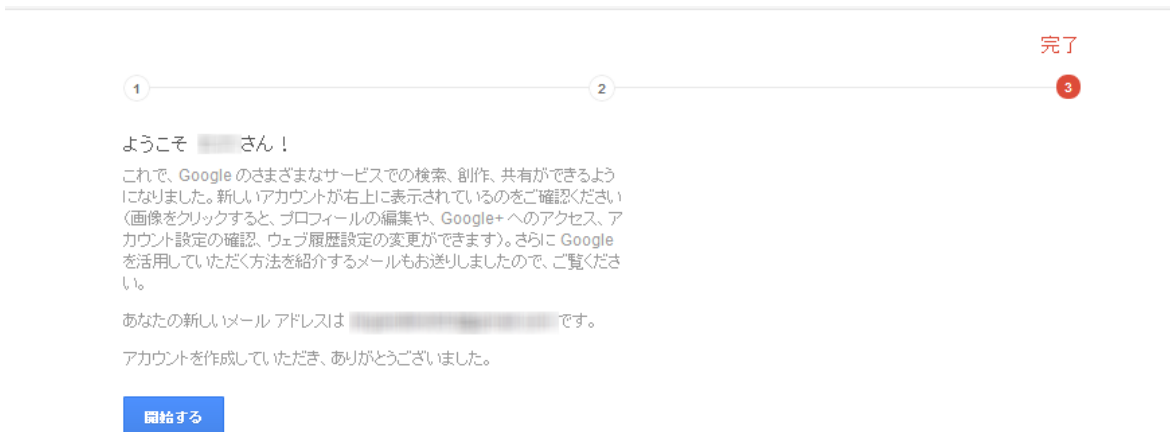 完了
1 2 3
ようこそ さん！
これで、Google のさまざまなサービスでの検索、創作、共有ができるよう
になりました。新しいアカウントが右上に表示されているのをご確認ください
（画像をクリックすると、プロフィールの編集や、Google+ へのアクセス、ア
カウント設定の確認、ウェブ履歴設定の変更ができます）。さらに Google
を活用していただく方法を紹介するメールもお送りしましたので、ご覧くださ
い。
あなたの新しいメール アドレスは です。
アカウントを作成していただき、ありがとうございました。
開始する